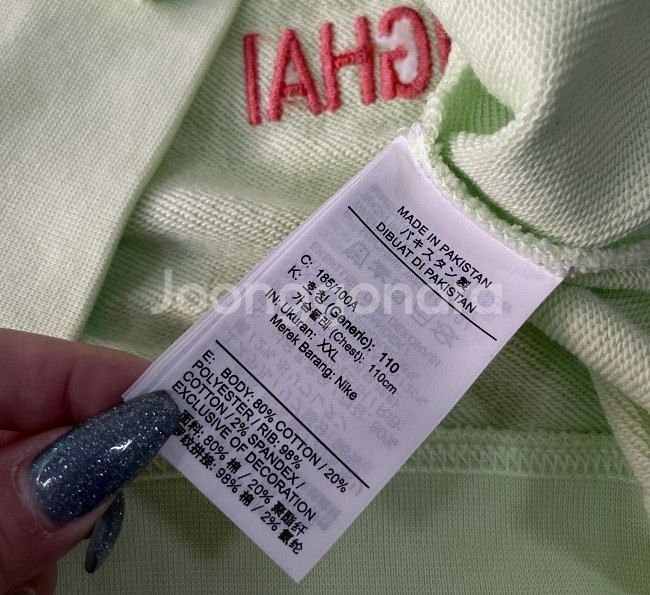 IAHG
MADE IN PAKISTAN
パキスタン製
DIBUAT DI PAKISTAN
C: 185/100A
K: 호칭 (Generic): 110
가슴둘레 (Chest): 110cm
IN: Ukuran: XXL
Merek Barang: Nike
E: BODY: 80% COTTON / 20%
POLYESTER / RIB: 98%
COTTON / 2% SPANDEX /
EXCLUSIVE OF DECORATION
面料: 80% 棉 / 20% 聚酯纤
罗纹拼接: 98% 棉 / 2% 氨纶
Joongonara